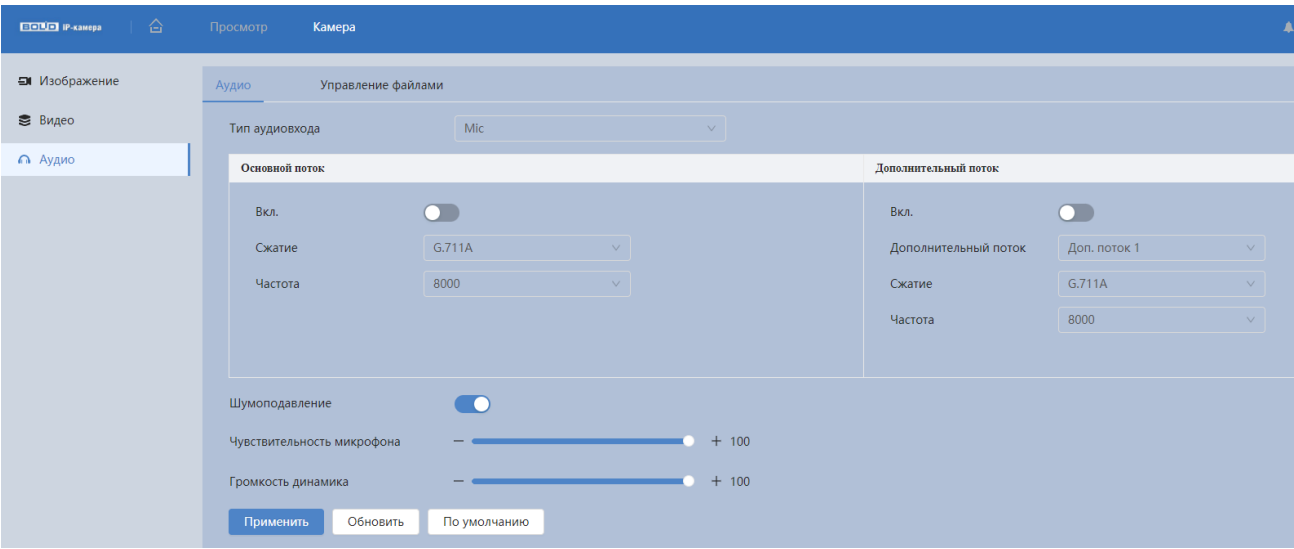 BOLID IP-камера Просмотр Камера
Изображение
Видео
Аудио
Аудио Управление файлами
Тип аудиовхода Mic
Основной поток Дополнительный поток
Вкл. Вкл.
Сжатие G.711A Дополнительный поток Доп. поток 1
Частота 8000 Сжатие G.711A
Частота 8000
Шумоподавление
Чувствительность микрофона − + 100
Громкость динамика − + 100
Применить Обновить По умолчанию